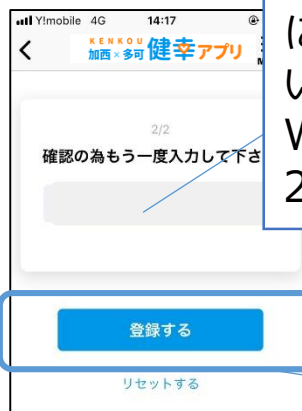 Y!mobile 4G 14:17
KENKOU
加西×多可 健幸アプリ
2/2
確認の為もう一度入力して下さ
登録する
リセットする
2